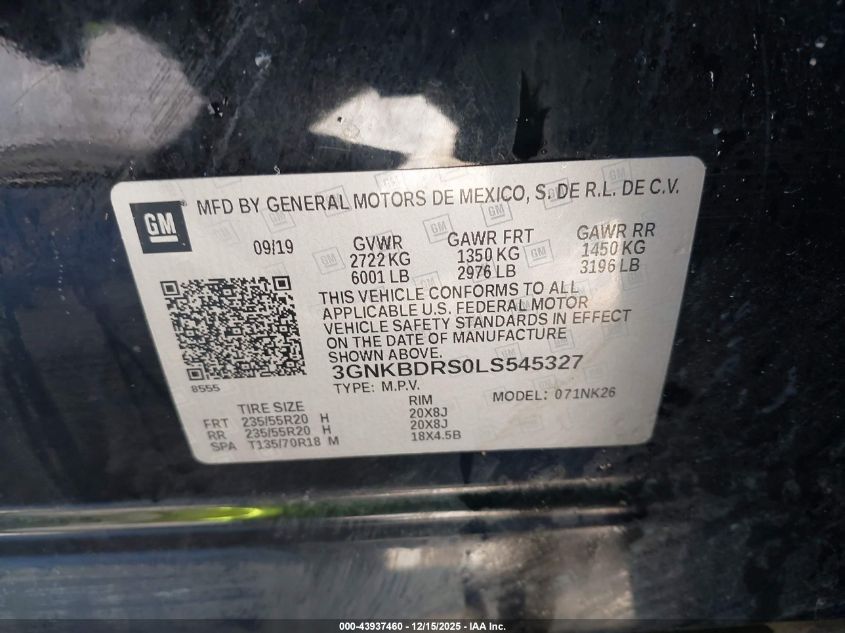 GM
MFD BY GENERAL MOTORS DE MEXICO, S. DE R.L. DE C.V.
09/19 GVWR GAWR FRT GAWR RR
2722 KG 1350 KG 1450 KG
6001 LB 2976 LB 3196 LB
THIS VEHICLE CONFORMS TO ALL
APPLICABLE U.S. FEDERAL MOTOR
VEHICLE SAFETY STANDARDS IN EFFECT
ON THE DATE OF MANUFACTURE
SHOWN ABOVE.
3GNKBDRS0LS545327
8555
TYPE: M.P.V. MODEL: 071NK26
TIRE SIZE RIM
FRT 235/55R20 H 20X8J
RR 235/55R20 H 20X8J
SPA T135/70R18 M 18X4.5B
000-43937460 - 12/15/2025 - IAA Inc.